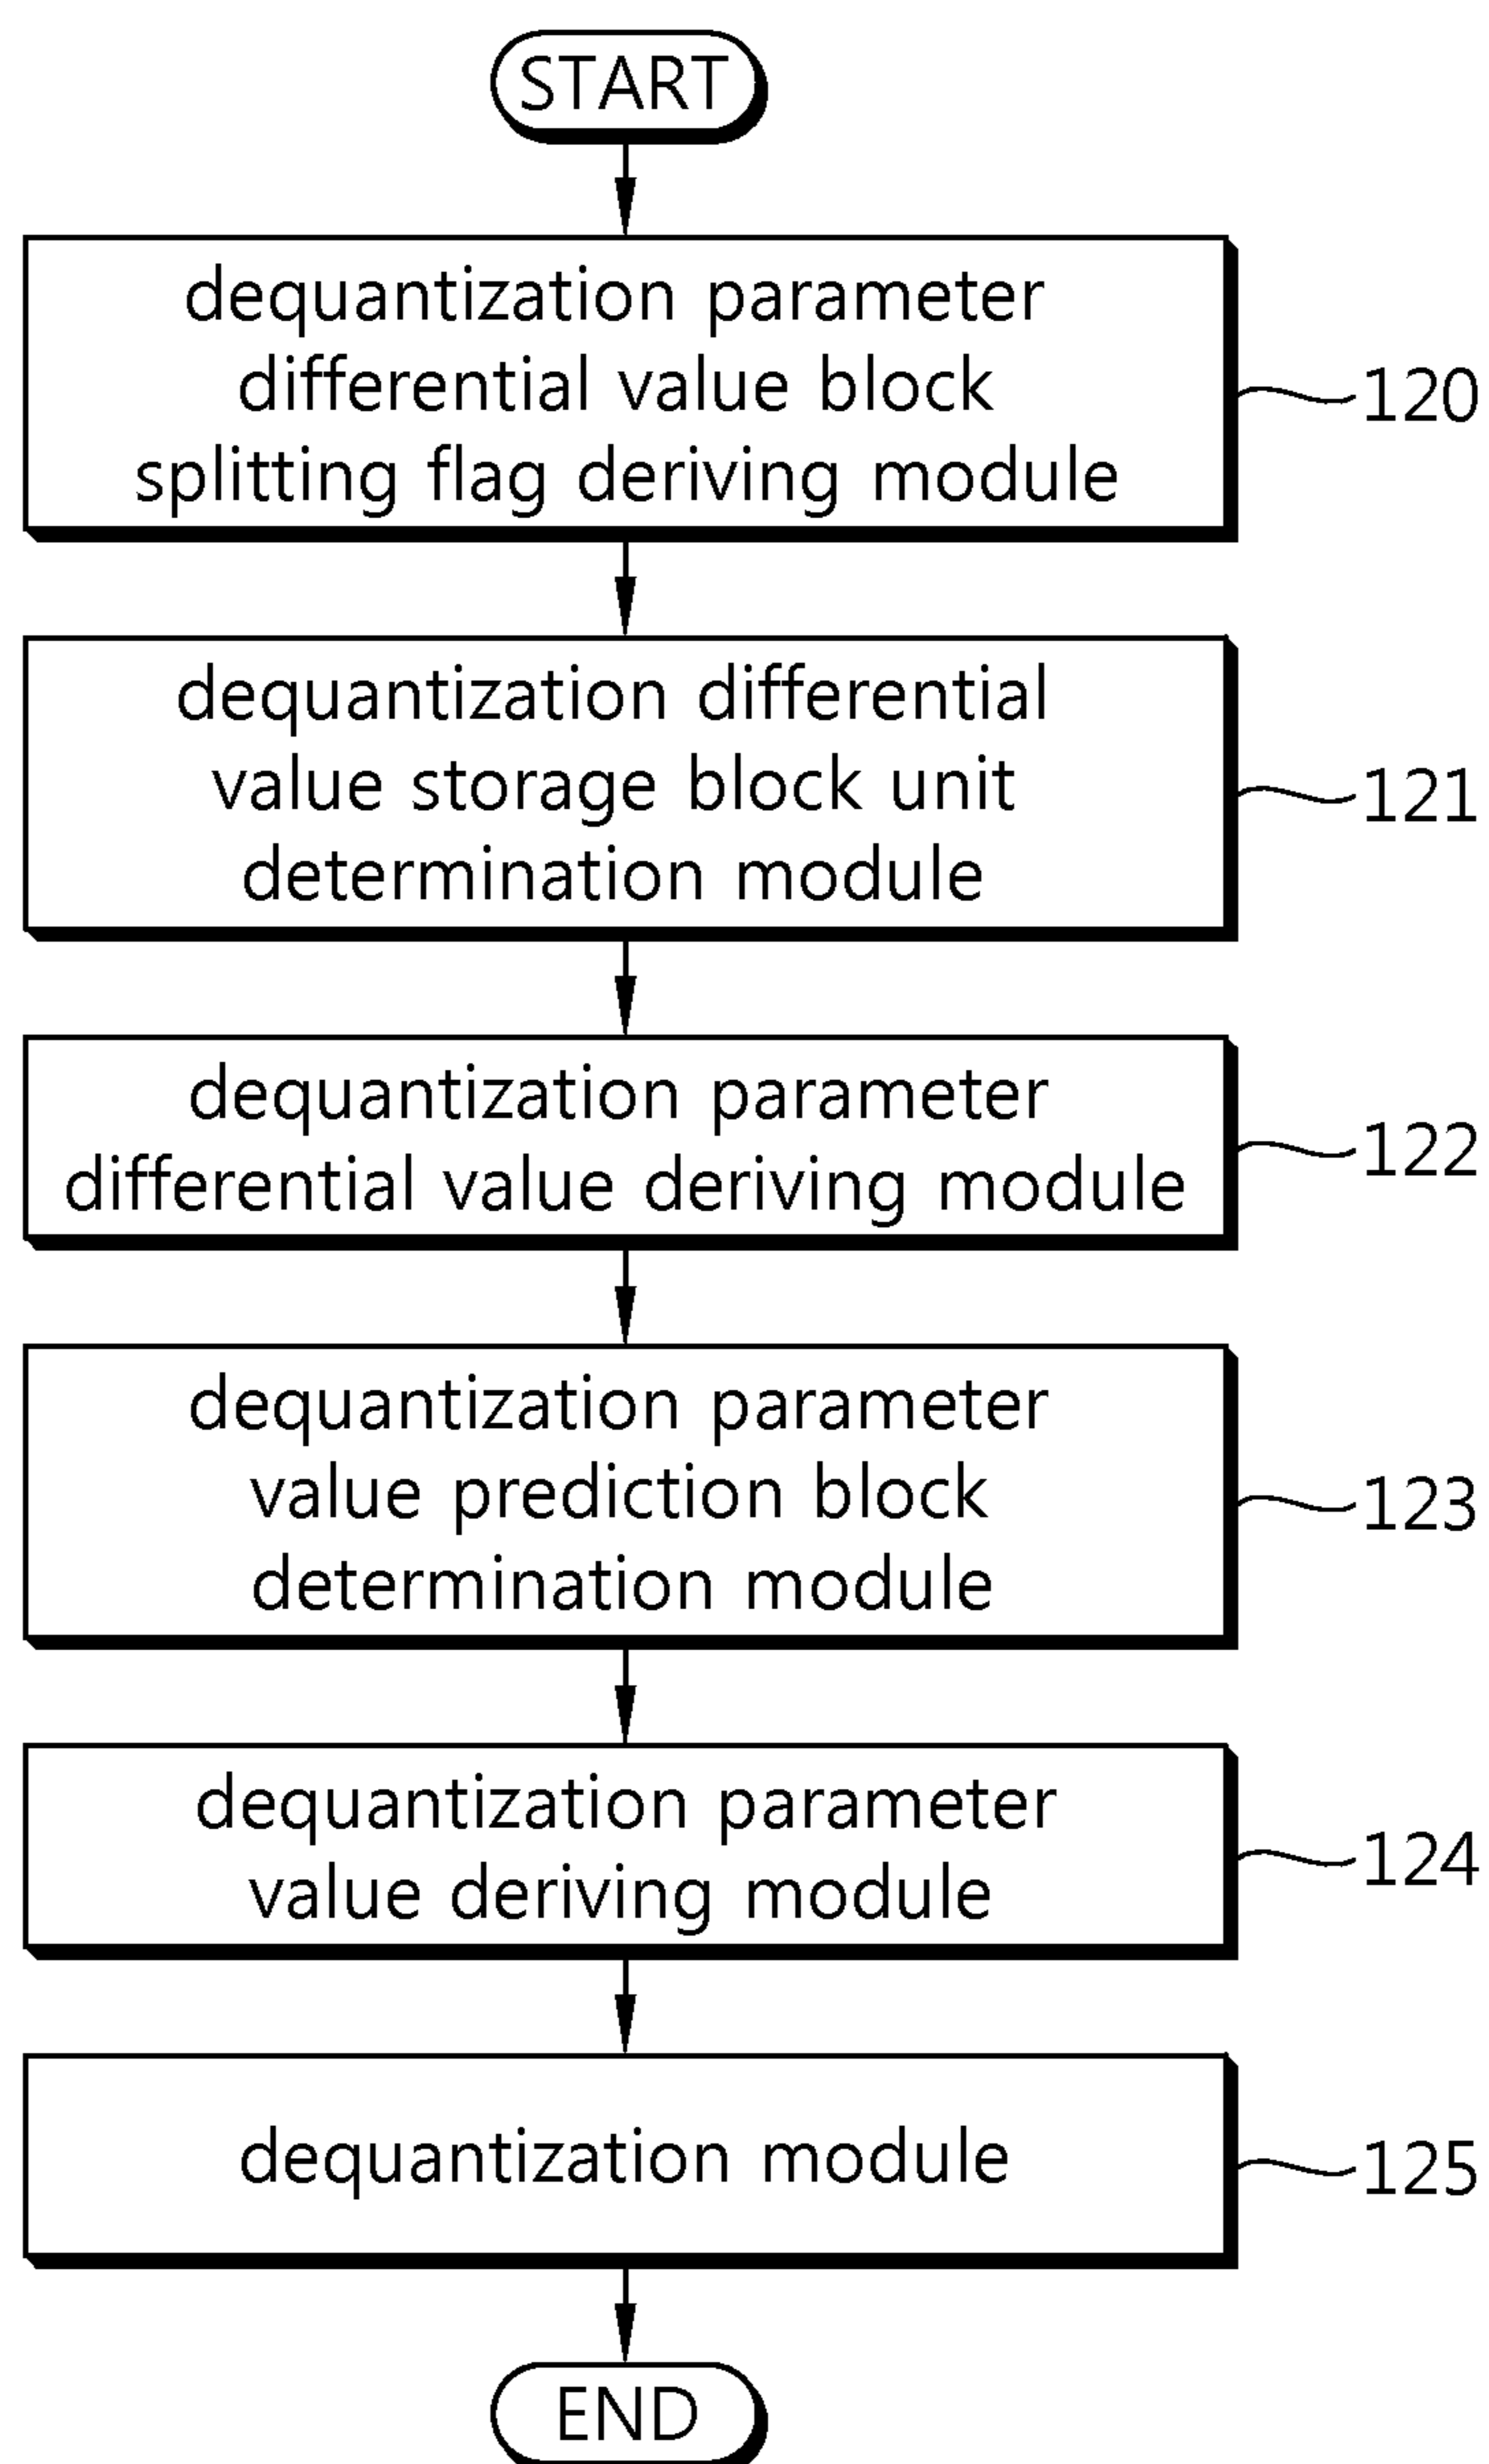 START
dequantization parameter
differential value block
splitting flag deriving module
120
dequantization differential
value storage block unit
determination module
121
dequantization parameter
differential value deriving module
122
dequantization parameter
value prediction block
determination module
123
dequantization parameter
value deriving module
124
dequantization module
125
END